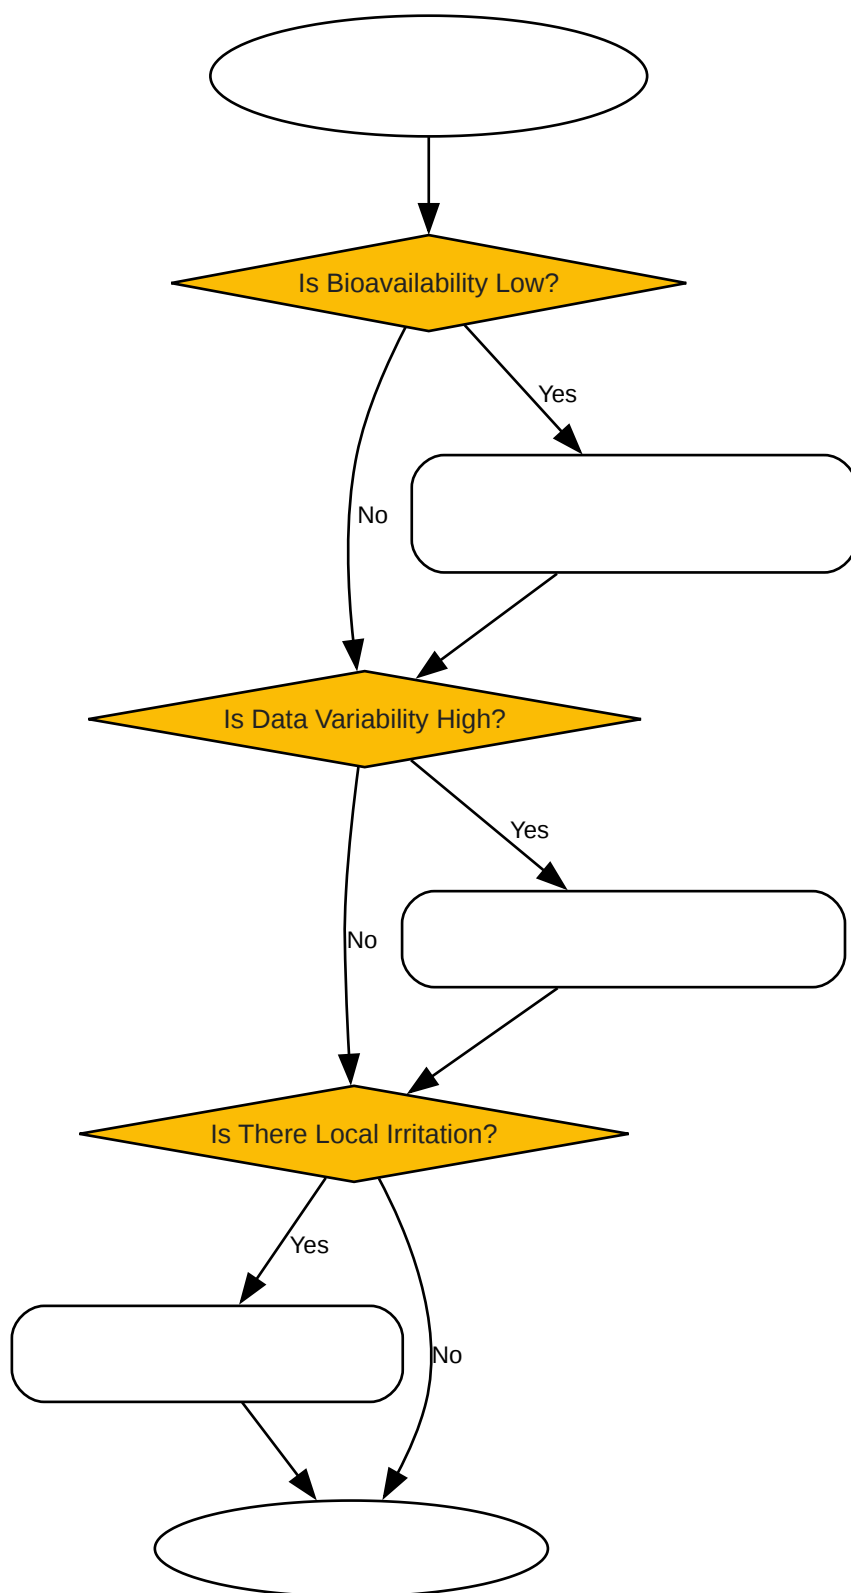 Is Bioavailability Low?
Yes
No
Is Data Variability High?
Yes
No
Is There Local Irritation?
Yes
No